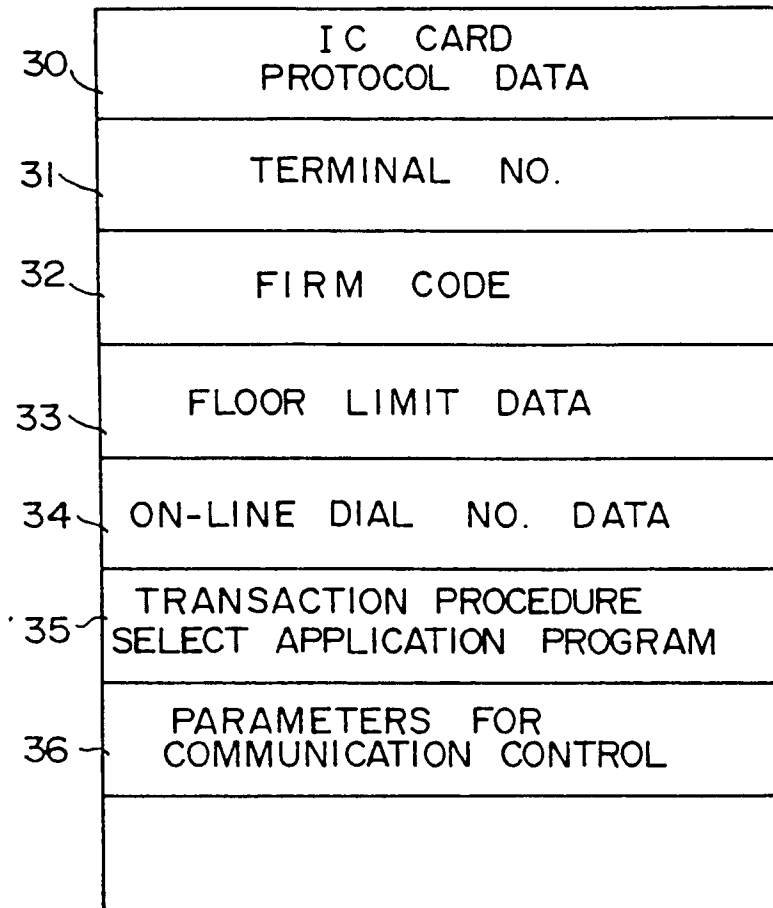 IC CARD
30 PROTOCOL DATA
31 TERMINAL NO.
32 FIRM CODE
33 FLOOR LIMIT DATA
34 ON-LINE DIAL NO. DATA
TRANSACTION PROCEDURE
35 SELECT APPLICATION PROGRAM
PARAMETERS FOR
36 COMMUNICATION CONTROL